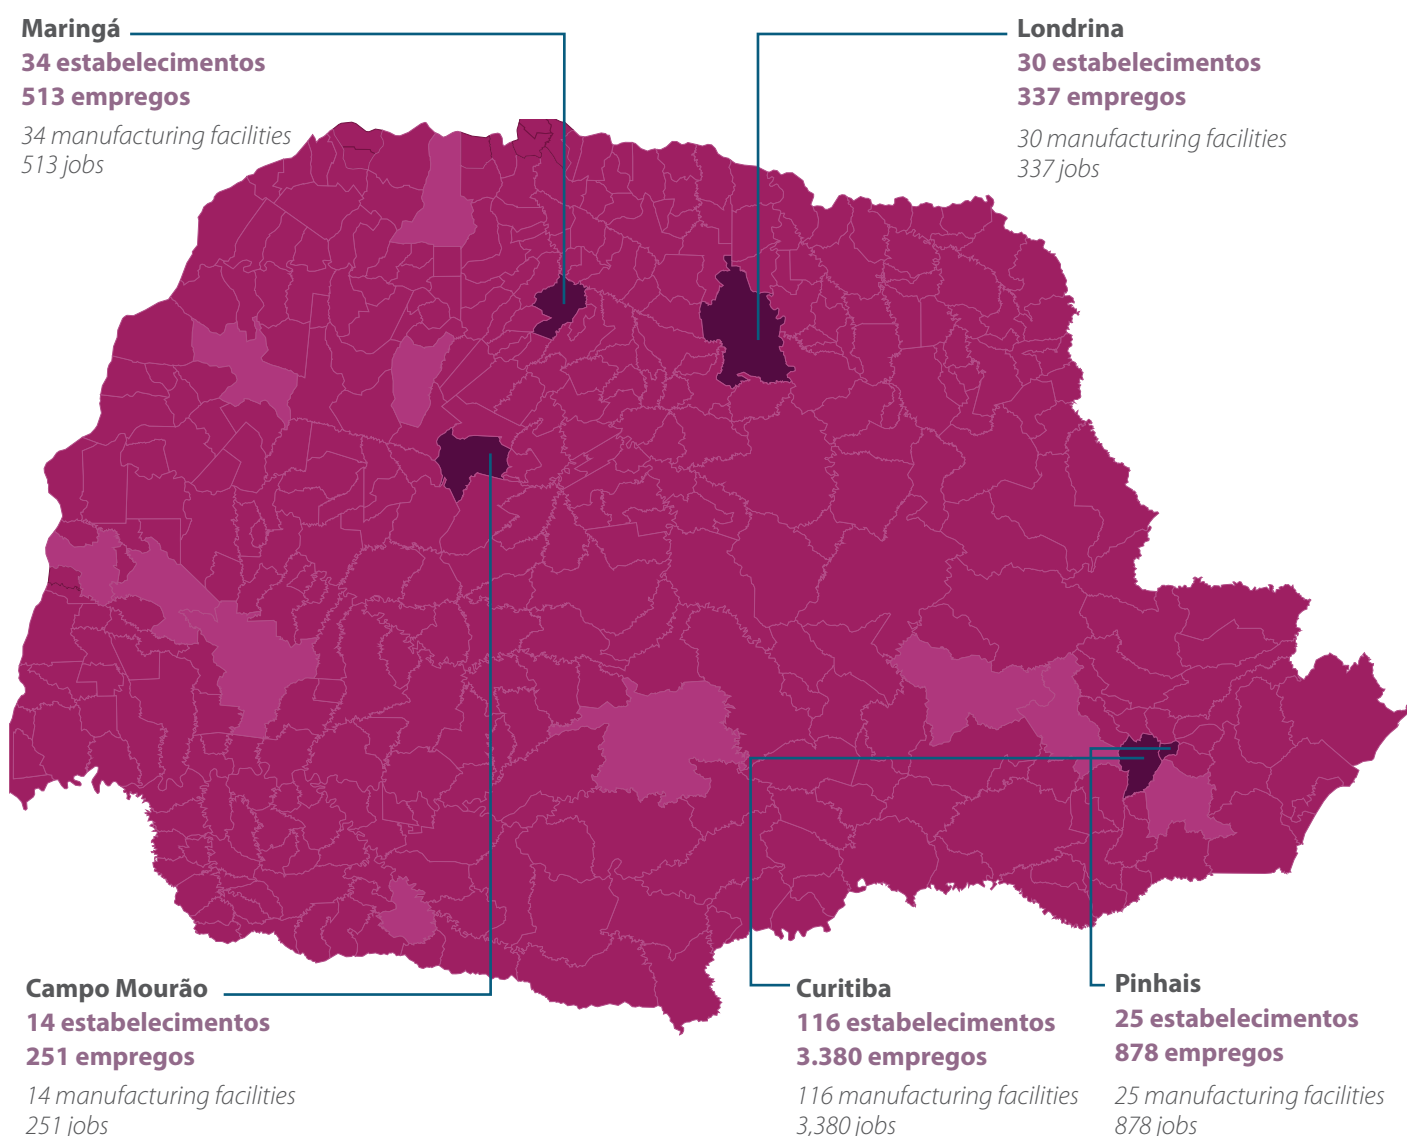 Maringá
34 estabelecimentos
513 empregos
34 manufacturing facilities
513 jobs
Londrina
30 estabelecimentos
337 empregos
30 manufacturing facilities
337 jobs
Campo Mourão
14 estabelecimentos
251 empregos
14 manufacturing facilities
251 jobs
Curitiba
116 estabelecimentos
3.380 empregos
116 manufacturing facilities
3,380 jobs
Pinhais
25 estabelecimentos
878 empregos
25 manufacturing facilities
878 jobs